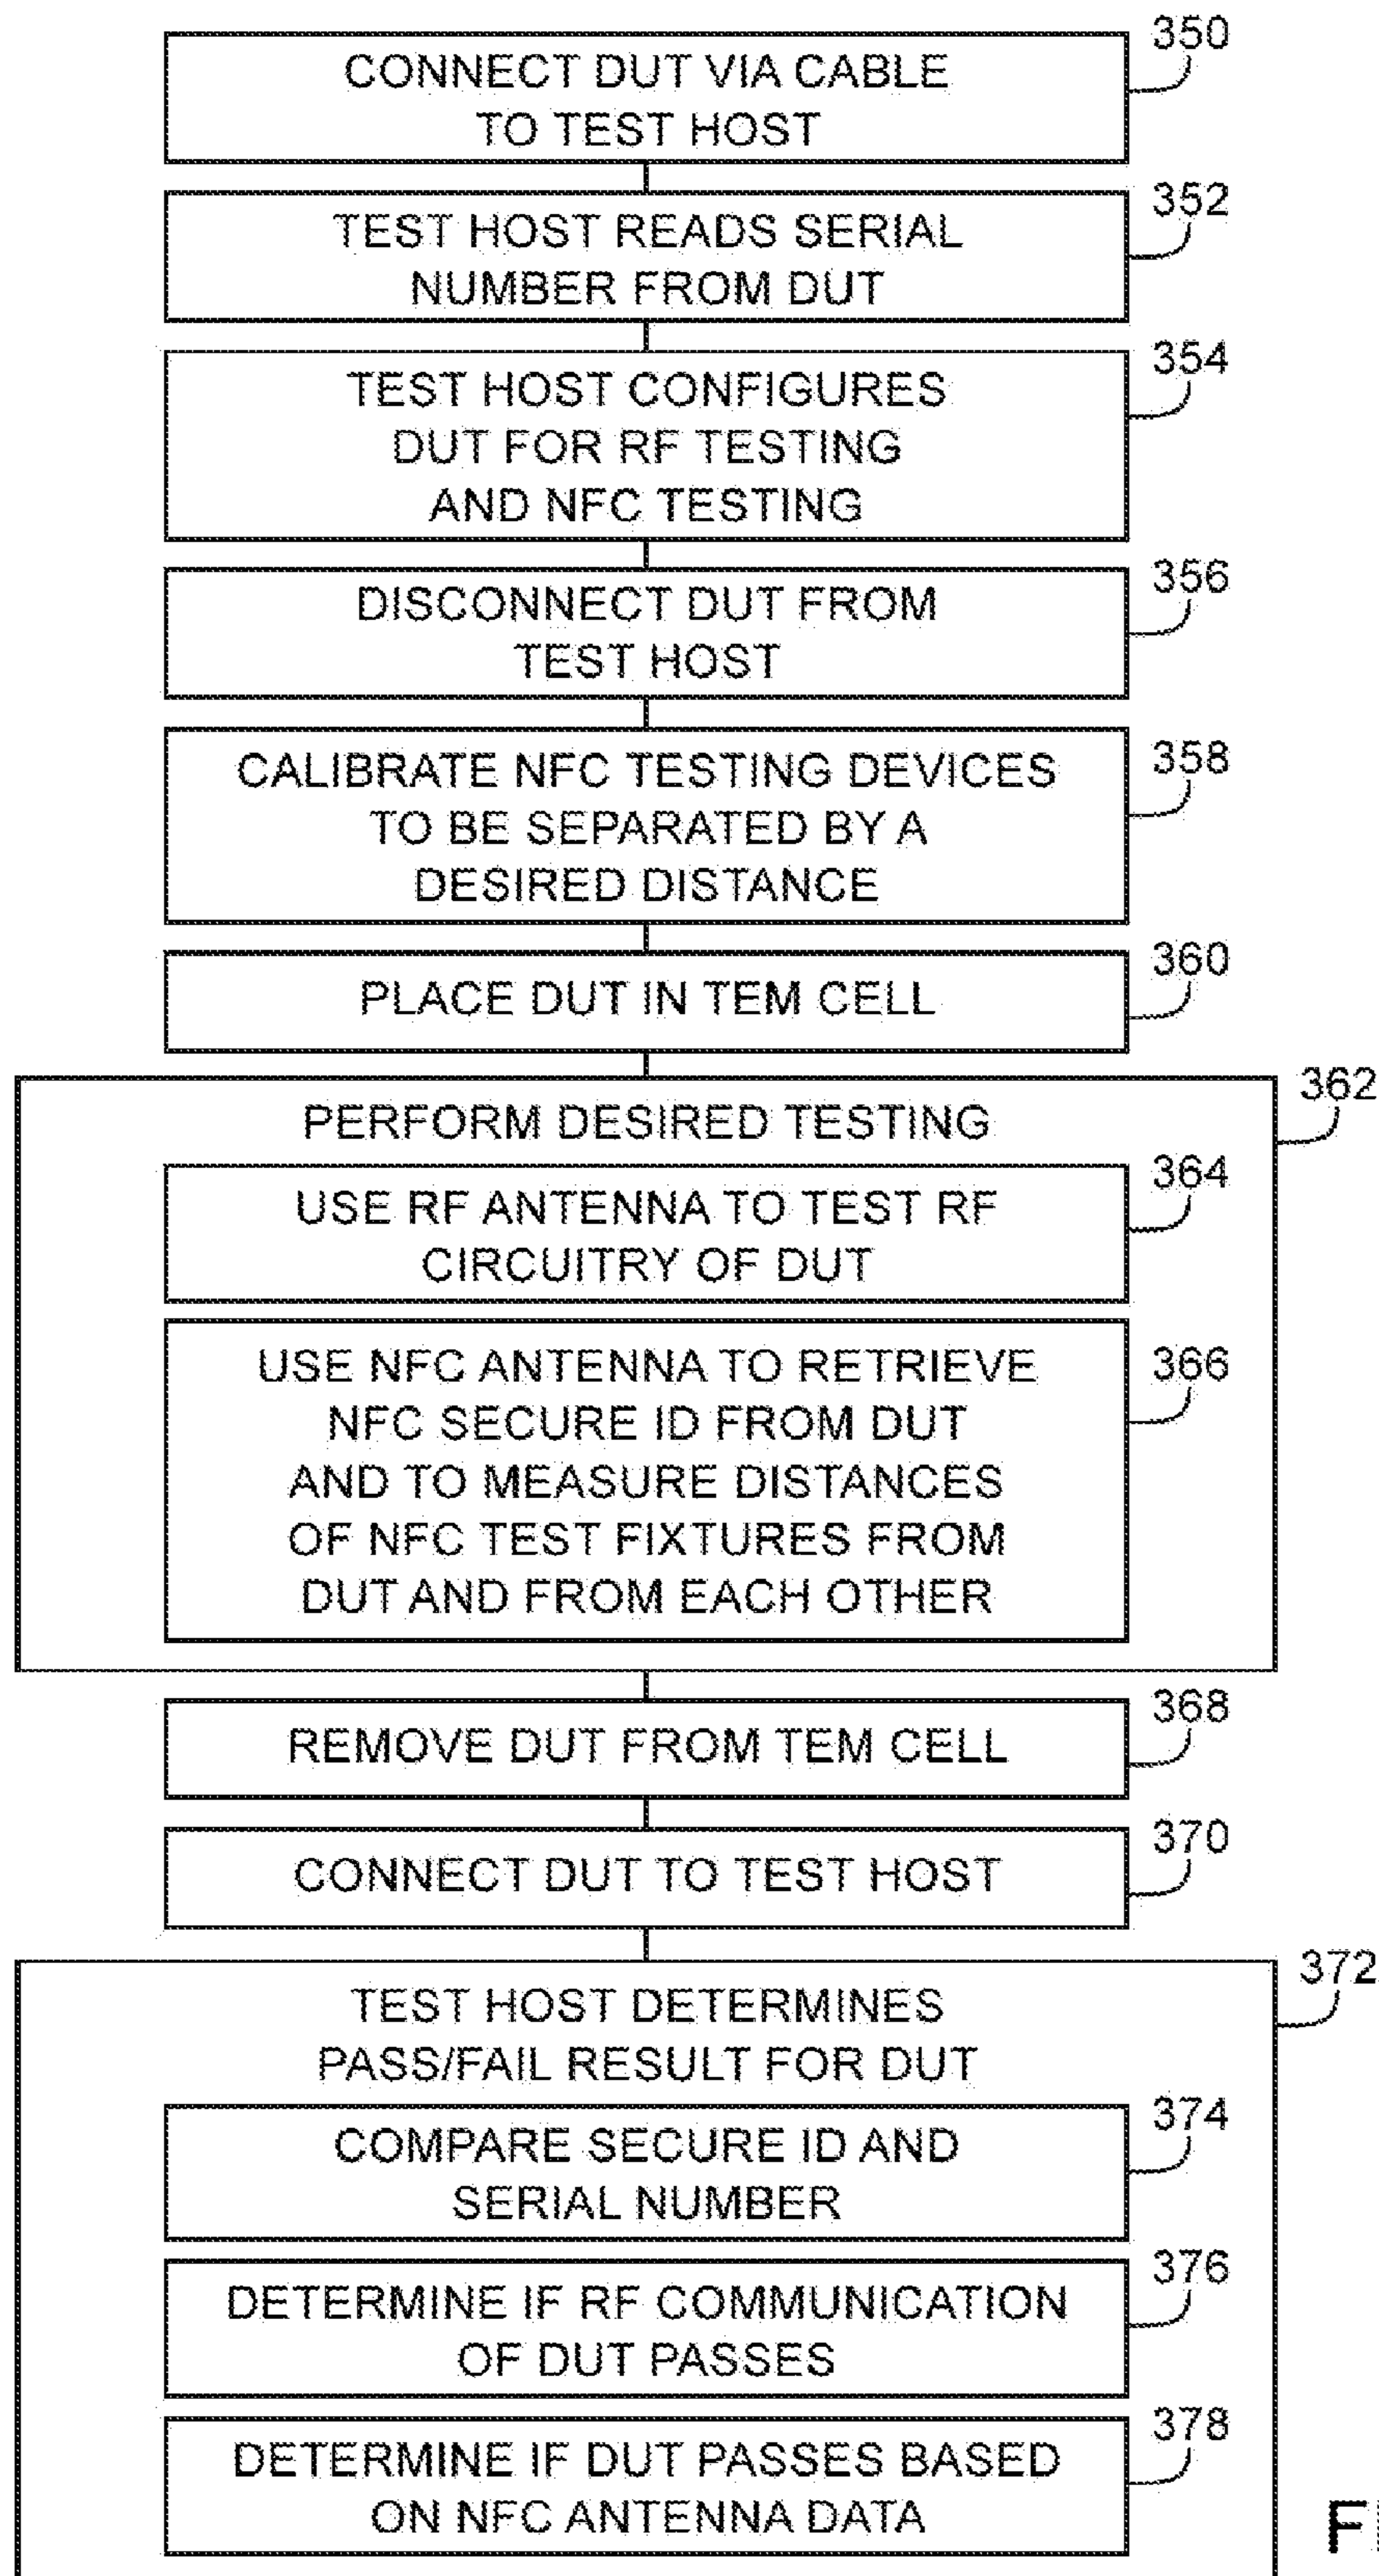 350
CONNECT DUT VIA CABLE
TO TEST HOST
352
TEST HOST READS SERIAL
NUMBER FROM DUT
354
TEST HOST CONFIGURES
DUT FOR RF TESTING
AND NFC TESTING
356
DISCONNECT DUT FROM
TEST HOST
358
CALIBRATE NFC TESTING DEVICES
TO BE SEPARATED BY A
DESIRED DISTANCE
360
PLACE DUT IN TEM CELL
362
PERFORM DESIRED TESTING
364
USE RF ANTENNA TO TEST RF
CIRCUITRY OF DUT
366
USE NFC ANTENNA TO RETRIEVE
NFC SECURE ID FROM DUT
AND TO MEASURE DISTANCES
OF NFC TEST FIXTURES FROM
DUT AND FROM EACH OTHER
368
REMOVE DUT FROM TEM CELL
370
CONNECT DUT TO TEST HOST
372
TEST HOST DETERMINES
PASS/FAIL RESULT FOR DUT
374
COMPARE SECURE ID AND
SERIAL NUMBER
376
DETERMINE IF RF COMMUNICATION
OF DUT PASSES
378
DETERMINE IF DUT PASSES BASED
ON NFC ANTENNA DATA